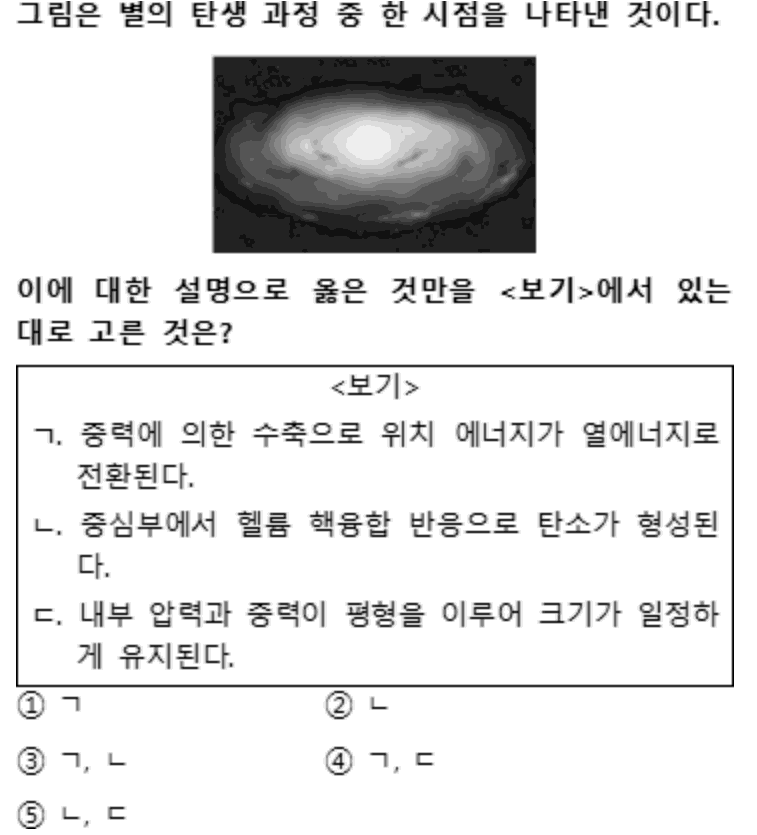 그림은 별의 탄생 과정 중 한 시점을 나타낸 것이다.
이에 대한 설명으로 옳은 것만을 <보기>에서 있는
대로 고른 것은?
<보기>
ㄱ. 중력에 의한 수축으로 위치 에너지가 열에너지로
전환된다.
ㄴ. 중심부에서 헬륨 핵융합 반응으로 탄소가 형성된
다.
ㄷ. 내부 압력과 중력이 평형을 이루어 크기가 일정하
게 유지된다.
① ㄱ ② ㄴ
③ ㄱ, ㄴ ④ ㄱ, ㄷ
⑤ ㄴ, ㄷ